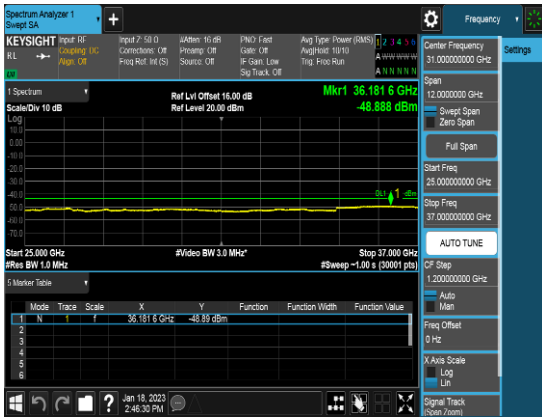 Spectrum Analyzer 1
Swept SA
Frequency
KEYSIGHT
RL
Input: RF
Coupling: DC
Align: Off
Input Z: 50 Ω
Corrections: Off
Freq Ref: Int (S)
#Atten: 16 dB
Preamp: Off
Source: Off
PNO: Fast
Gate: Off
IF Gain: Low
Sig Track: Off
Avg Type: Power (RMS)
Avg|Hold: 10/10
Trig: Free Run
1 2 3 4 5 6
A W W W W W
A N N N N N
1 Spectrum
Scale/Div 10 dB
Log
Ref Lvl Offset 16.00 dB
Ref Level 20.00 dBm
Mkr1 36.181 6 GHz
-48.888 dBm
10.0
0.00
-10.0
-20.0
-30.0
-40.0
-50.0
-60.0
-70.0
DL1
1
dBm
Start 25.000 GHz
#Res BW 1.0 MHz
#Video BW 3.0 MHz*
Stop 37.000 GHz
#Sweep ~1.00 s (30001 pts)
5 Marker Table
Mode Trace Scale X Y Function Function Width Function Value
1 N 1 f 36.181 6 GHz -48.89 dBm
2
3
4
5
6
Jan 18, 2023
2:46:30 PM
Center Frequency
31.00000000 GHz
Settings
Span
12.0000000 GHz
Swept Span
Zero Span
Full Span
Start Freq
25.000000000 GHz
Stop Freq
37.000000000 GHz
AUTO TUNE
CF Step
1.200000000 GHz
Auto
Man
Freq Offset
0 Hz
X Axis Scale
Log
Lin
Signal Track
(Span Zoom)